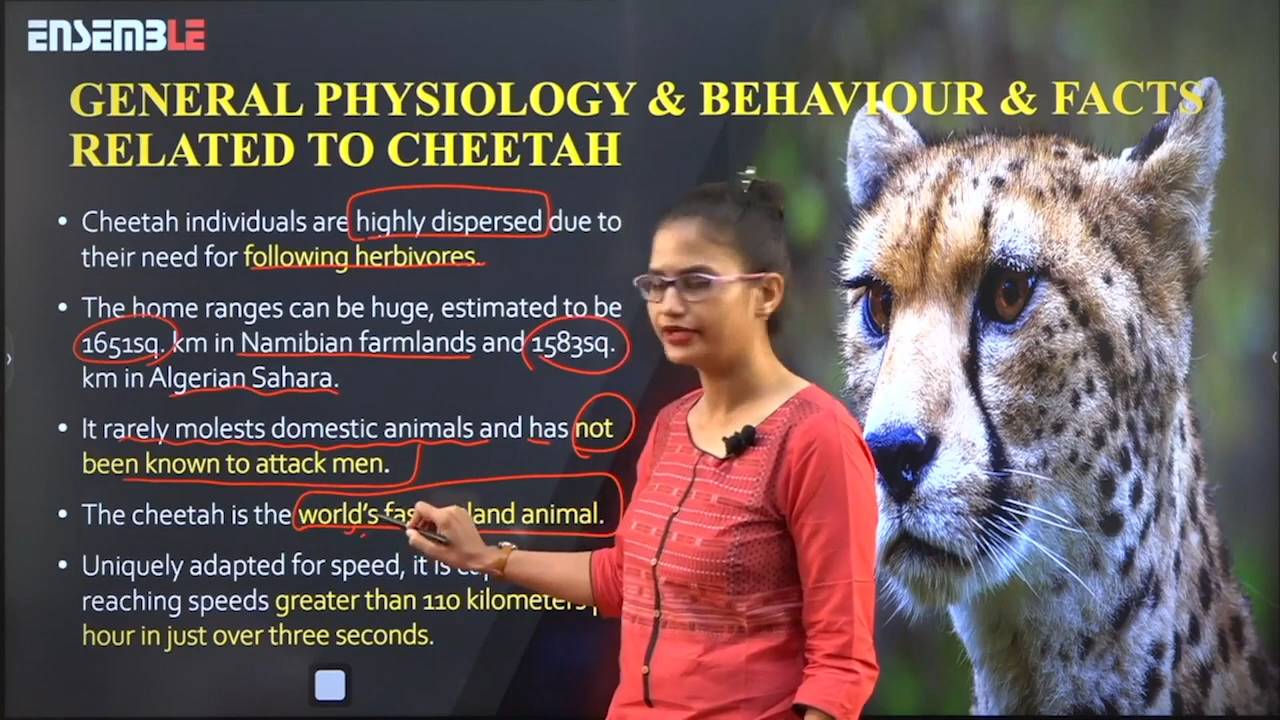 ENSEMBLE
GENERAL PHYSIOLOGY & BEHAVIOUR & FACTS
RELATED TO CHEETAH
• Cheetah individuals are highly dispersed due to
their need for following herbivores.
• The home ranges can be huge, estimated to be
1651sq. km in Namibian farmlands and 1583sq.
km in Algerian Sahara.
• It rarely molests domestic animals and has not
been known to attack men.
• The cheetah is the world's land animal.
• Uniquely adapted for speed, it is
reaching speeds greater than 110 kilometers
hour in just over three seconds.